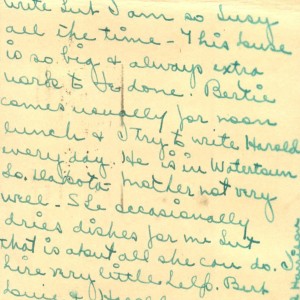 write but I am so busy
all the time - This house
is so big & always extra
work to be done. Bertie
comes usually for noon
lunch & I try to write Harold
every day. He is in Watertown
So. Dakota - Mother not very
well - She occasionally
dries dishes for me but
that is about all she can do. I
hire very little help. Bert
& Harold